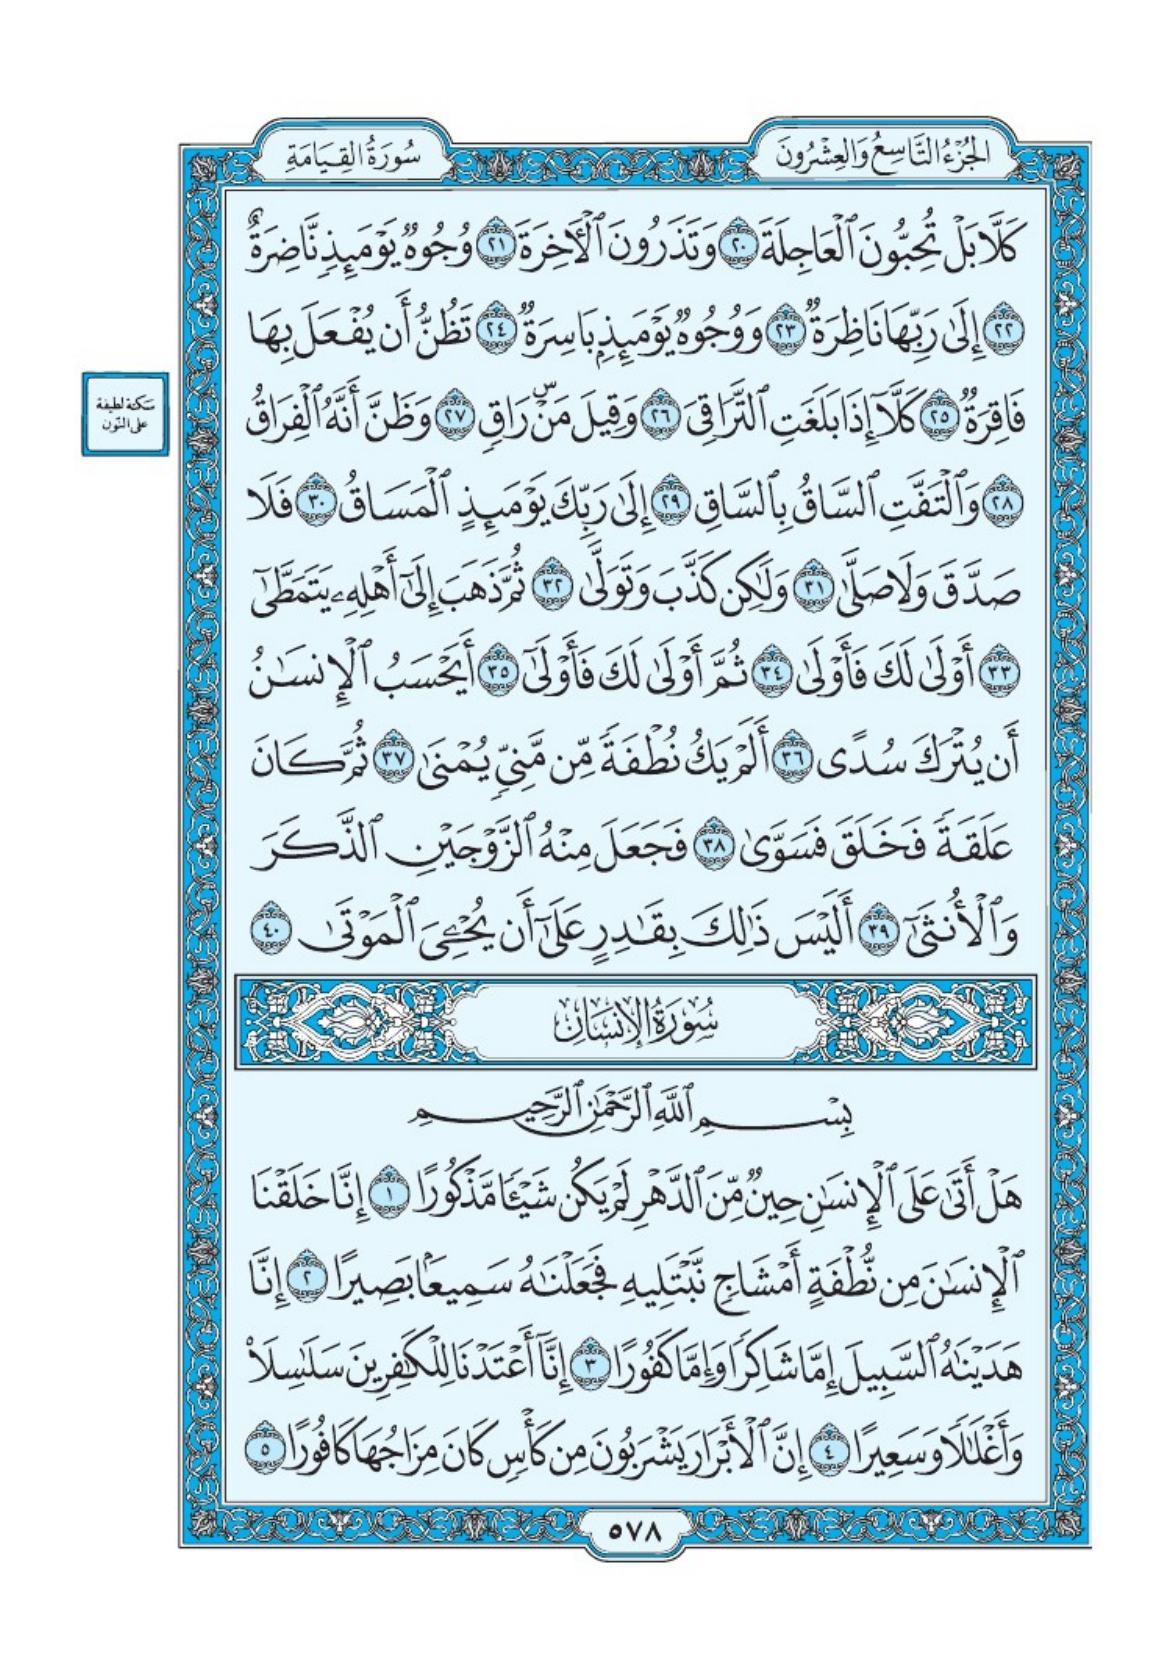 الجُزْءُ التَّاسِعُ وَالعِشْرُونَ
سُورَةُ القِيَامَةِ
كَلَّا بَلْ تُحِبُّونَ ٱلْعَاجِلَةَ ٢٠ وَتَذَرُونَ ٱلْـَٔاخِرَةَ ٢١ وُجُوهٌ يَوْمَئِذٍ نَّاضِرَةٌ
٢٢ إِلَىٰ رَبِّهَا نَاظِرَةٌ ٢٣ وَوُجُوهٌ يَوْمَئِذٍۭ بَاسِرَةٌ ٢٤ تَظُنُّ أَن يُفْعَلَ بِهَا
فَاقِرَةٌ ٢٥ كَلَّآ إِذَا بَلَغَتِ ٱلتَّرَاقِىَ ٢٦ وَقِيلَ مَنْۜ رَاقٍ ٢٧ وَظَنَّ أَنَّهُ ٱلْفِرَاقُ
سكتة لطيفة
على النون
٢٨ وَٱلْتَفَّتِ ٱلسَّاقُ بِٱلسَّاقِ ٢٩ إِلَىٰ رَبِّكَ يَوْمَئِذٍ ٱلْمَسَاقُ ٣٠ فَلَا
صَدَّقَ وَلَا صَلَّىٰ ٣١ وَلَٰكِن كَذَّبَ وَتَوَلَّىٰ ٣٢ ثُمَّ ذَهَبَ إِلَىٰٓ أَهْلِهِۦ يَتَمَطَّىٰٓ
٣٣ أَوْلَىٰ لَكَ فَأَوْلَىٰ ٣٤ ثُمَّ أَوْلَىٰ لَكَ فَأَوْلَىٰٓ ٣٥ أَيَحْسَبُ ٱلْإِنسَٰنُ
أَن يُتْرَكَ سُدًى ٣٦ أَلَمْ يَكُ نُطْفَةً مِّن مَّنِىٍّ يُمْنَىٰ ٣٧ ثُمَّ كَانَ
عَلَقَةً فَخَلَقَ فَسَوَّىٰ ٣٨ فَجَعَلَ مِنْهُ ٱلزَّوْجَيْنِ ٱلذَّكَرَ
وَٱلْأُنثَىٰٓ ٣٩ أَلَيْسَ ذَٰلِكَ بِقَٰدِرٍ عَلَىٰٓ أَن يُحْـِۧىَ ٱلْمَوْتَىٰ ٤٠
سُورَةُ الإِنسَانِ
بِسْمِ ٱللَّهِ ٱلرَّحْمَٰنِ ٱلرَّحِيمِ
هَلْ أَتَىٰ عَلَى ٱلْإِنسَٰنِ حِينٌ مِّنَ ٱلدَّهْرِ لَمْ يَكُن شَيْـًٔا مَّذْكُورًا ١ إِنَّا خَلَقْنَا
ٱلْإِنسَٰنَ مِن نُّطْفَةٍ أَمْشَاجٍ نَّبْتَلِيهِ فَجَعَلْنَٰهُ سَمِيعًۢا بَصِيرًا ٢ إِنَّا
هَدَيْنَٰهُ ٱلسَّبِيلَ إِمَّا شَاكِرًا وَإِمَّا كَفُورًا ٣ إِنَّآ أَعْتَدْنَا لِلْكَٰفِرِينَ سَلَٰسِلَا۟
وَأَغْلَٰلًا وَسَعِيرًا ٤ إِنَّ ٱلْأَبْرَارَ يَشْرَبُونَ مِن كَأْسٍ كَانَ مِزَاجُهَا كَافُورًا ٥
٥٧٨